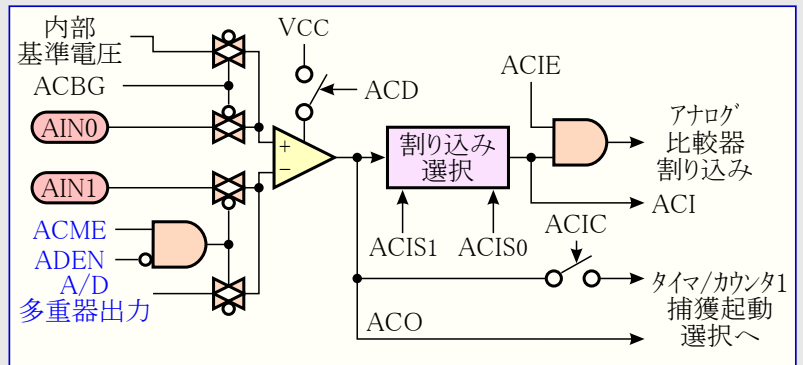 内部
基準電圧
ACBG
AIN0
AIN1
ACME
ADEN
A/D
多重器出力
VCC
ACD
+
−
割り込み
選択
ACIS1
ACIS0
ACIE
アナログ
比較器
割り込み
ACI
ACIC
タイマ/カウンタ1
捕獲起動
選択へ
ACO